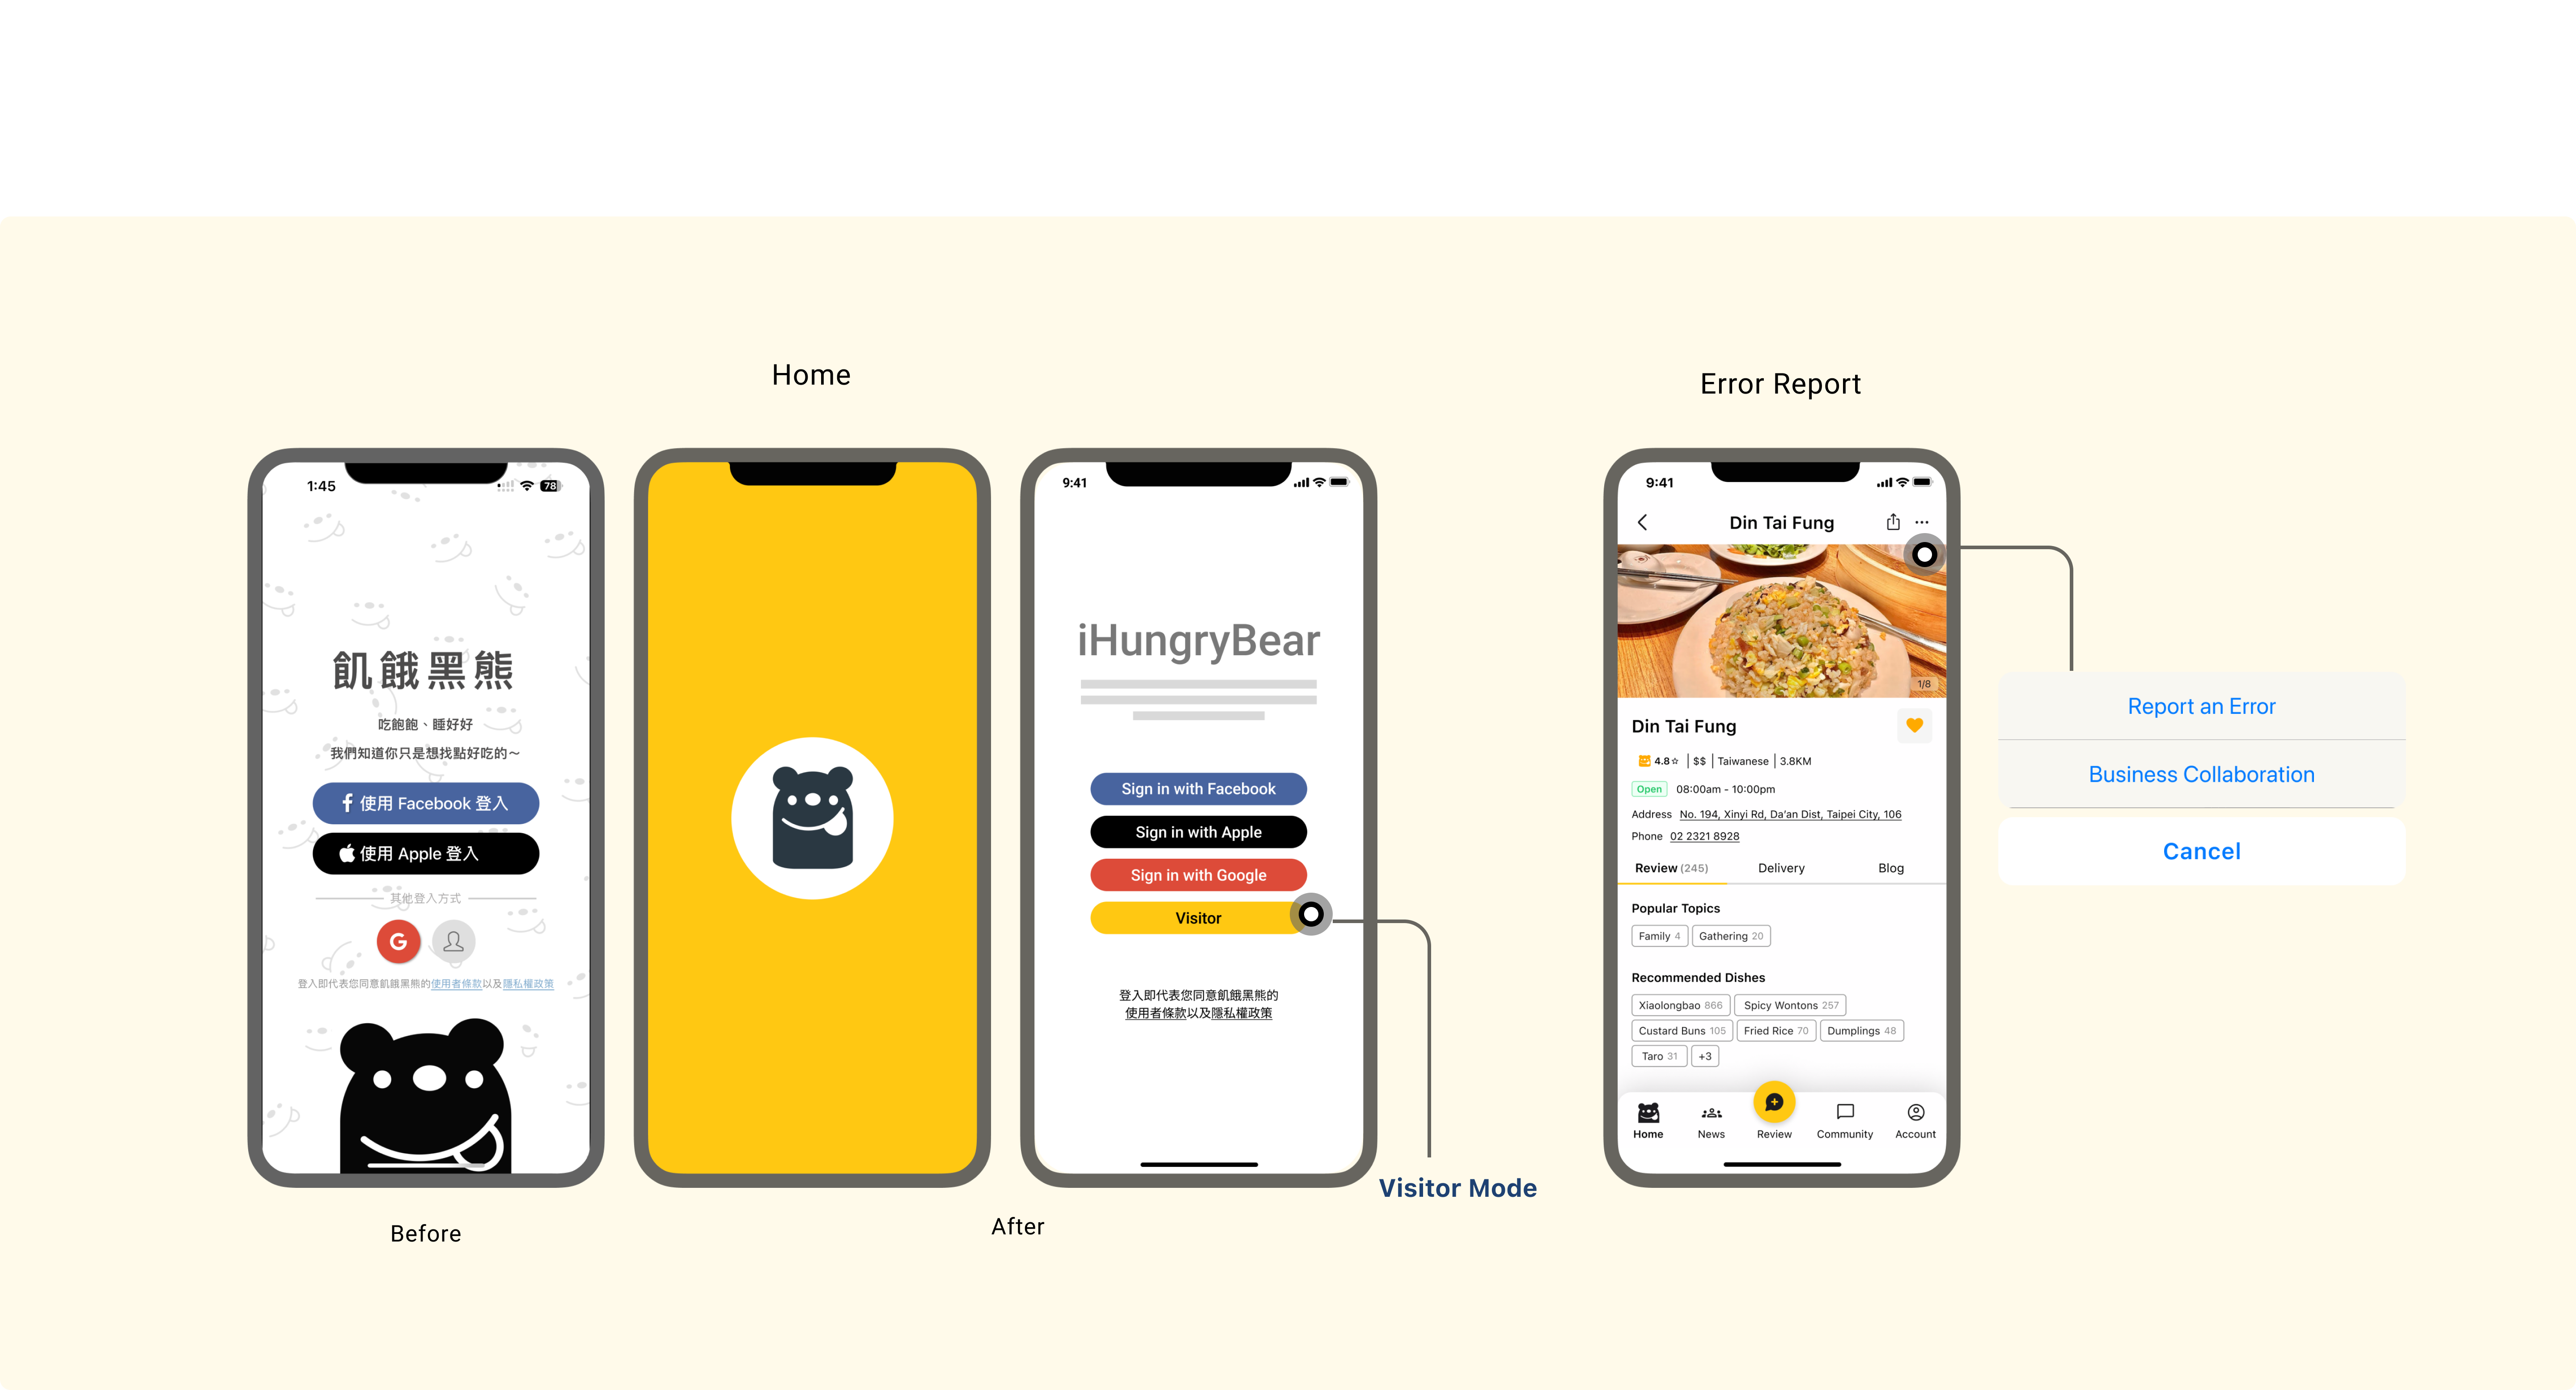 Home
Error Report
1:45
78
飢餓黑熊
吃飽飽、睡好好
我們知道你只是想找點好吃的～
使用 Facebook 登入
使用 Apple 登入
其他登入方式
G
登入即代表您同意飢餓黑熊的使用者條款以及隱私權政策
Before
9:41
iHungryBear
Sign in with Facebook
Sign in with Apple
Sign in with Google
Visitor
登入即代表您同意飢餓黑熊的
使用者條款以及隱私權政策
After
Visitor Mode
9:41
Din Tai Fung
1/8
Din Tai Fung
4.8☆ | $$ | Taiwanese | 3.8KM
Open 08:00am - 10:00pm
Address No. 194, Xinyi Rd, Da’an Dist, Taipei City, 106
Phone 02 2321 8928
Review (245) Delivery Blog
Popular Topics
Family 4 Gathering 20
Recommended Dishes
Xiaolongbao 866 Spicy Wontons 257
Custard Buns 105 Fried Rice 70 Dumplings 48
Taro 31 +3
Home News Review Community Account
Report an Error
Business Collaboration
Cancel